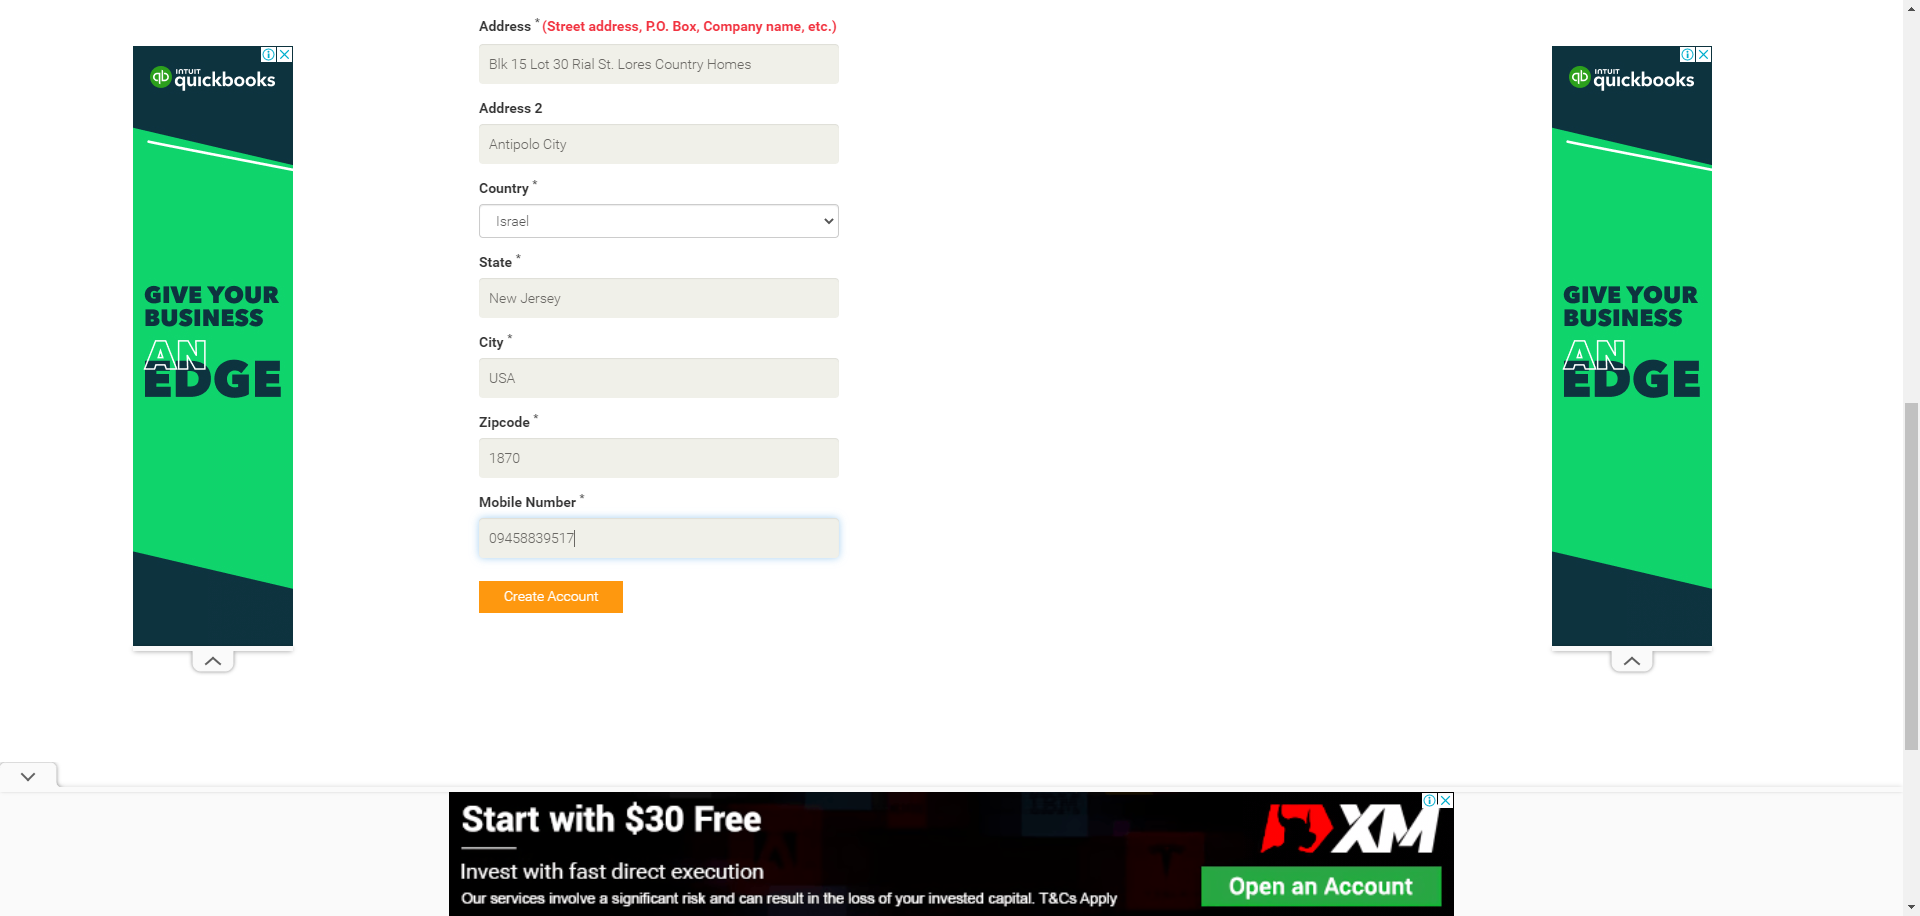 Address * (Street address, P.O. Box, Company name, etc.)
Blk 15 Lot 30 Rial St. Lores Country Homes
Address 2
Antipolo City
Country *
Israel
State *
New Jersey
City *
USA
Zipcode *
1870
Mobile Number *
09458839517
Create Account
INTUIT
qb quickbooks
GIVE YOUR
BUSINESS
AN
EDGE
INTUIT
qb quickbooks
GIVE YOUR
BUSINESS
AN
EDGE
Start with $30 Free
Invest with fast direct execution
Our services involve a significant risk and can result in the loss of your invested capital. T&Cs Apply
XM
Open an Account